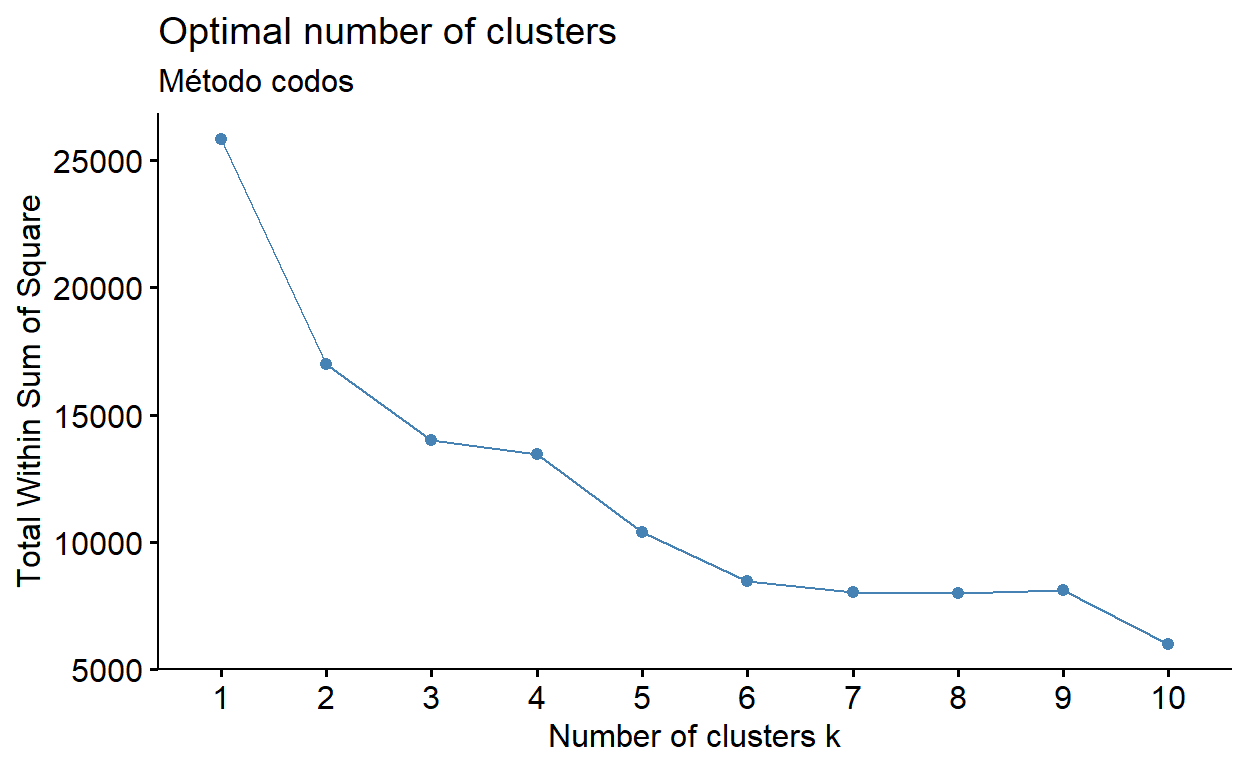 Optimal number of clusters
Método codos
Total Within Sum of Square
25000
20000
15000
10000
5000
1 2 3 4 5 6 7 8 9 10
Number of clusters k